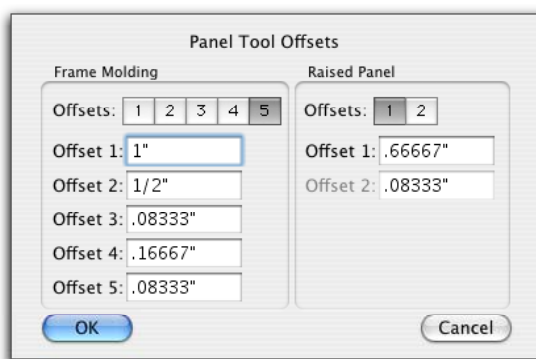 Panel Tool Offsets
Frame Molding
Offsets: 1 2 3 4 5
Offset 1: 1"
Offset 2: 1/2"
Offset 3: .08333"
Offset 4: .16667"
Offset 5: .08333"
Raised Panel
Offsets: 1 2
Offset 1: .66667"
Offset 2: .08333"
OK
Cancel